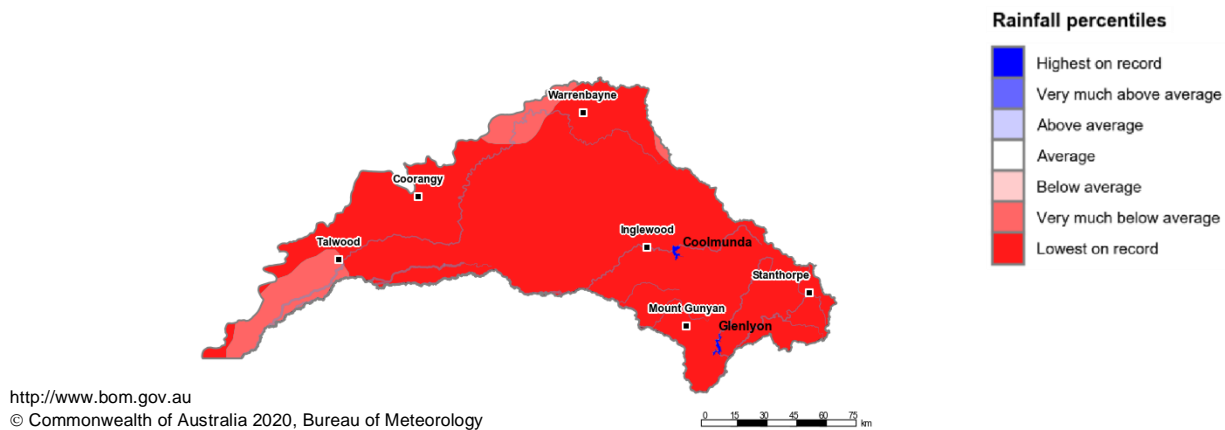 Rainfall percentiles
Highest on record
Very much above average
Above average
Average
Below average
Very much below average
Lowest on record
Warrenbayne
Coorangy
Talwood
Inglewood
Coolmunda
Stanthorpe
Mount Gunyan
Glenlyon
http://www.bom.gov.au
© Commonwealth of Australia 2020, Bureau of Meteorology
0 15 30 45 60 75
km